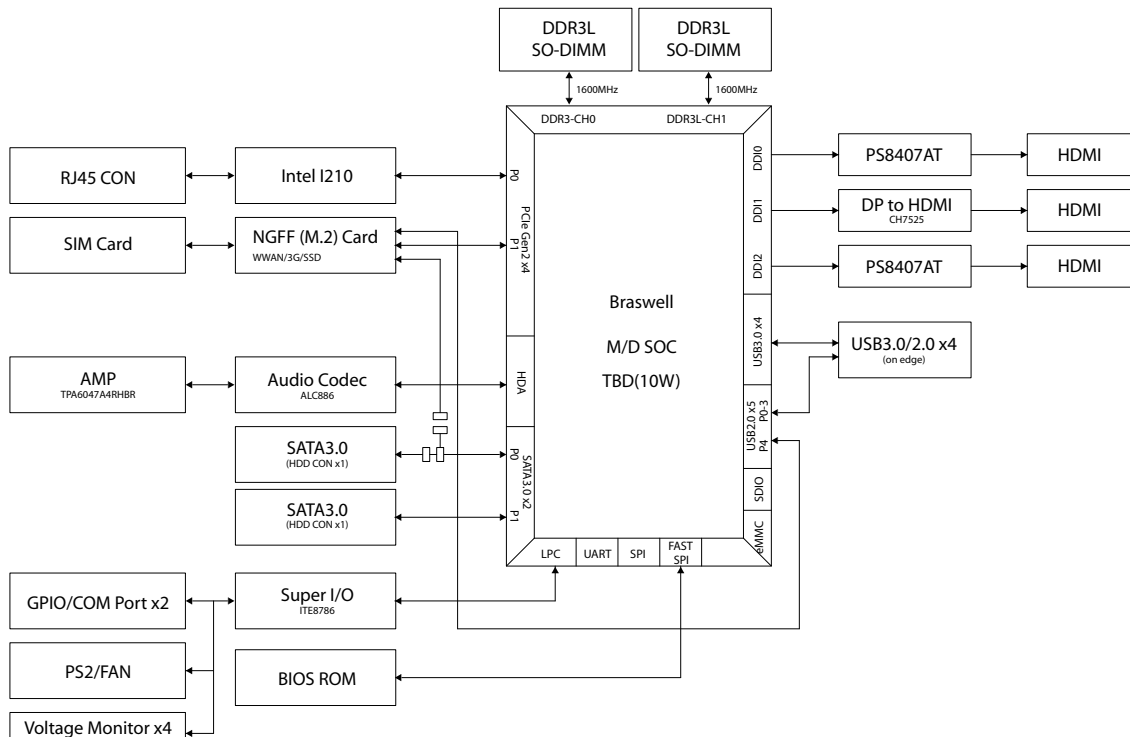 DDR3L
SO-DIMM
DDR3L
SO-DIMM
1600MHz
1600MHz
DDR3-CH0
DDR3L-CH1
RJ45 CON
Intel I210
P0
PCIe Gen2 x4
P1
SIM Card
NGFF (M.2) Card
WWAN/3G/SSD
DDI0
PS8407AT
HDMI
DDI1
DP to HDMI
CH7525
HDMI
DDI2
PS8407AT
HDMI
Braswell
M/D SOC
TBD(10W)
USB3.0 x4
USB3.0/2.0 x4
(on edge)
AMP
TPA6047A4RHBR
Audio Codec
ALC886
HDA
USB2.0 x5
P0-3
P4
SATA3.0
(HDD CON x1)
P0
SATA3.0 x2
P1
SATA3.0
(HDD CON x1)
SDIO
eMMC
LPC
UART
SPI
FAST
SPI
GPIO/COM Port x2
Super I/O
ITE8786
PS2/FAN
BIOS ROM
Voltage Monitor x4